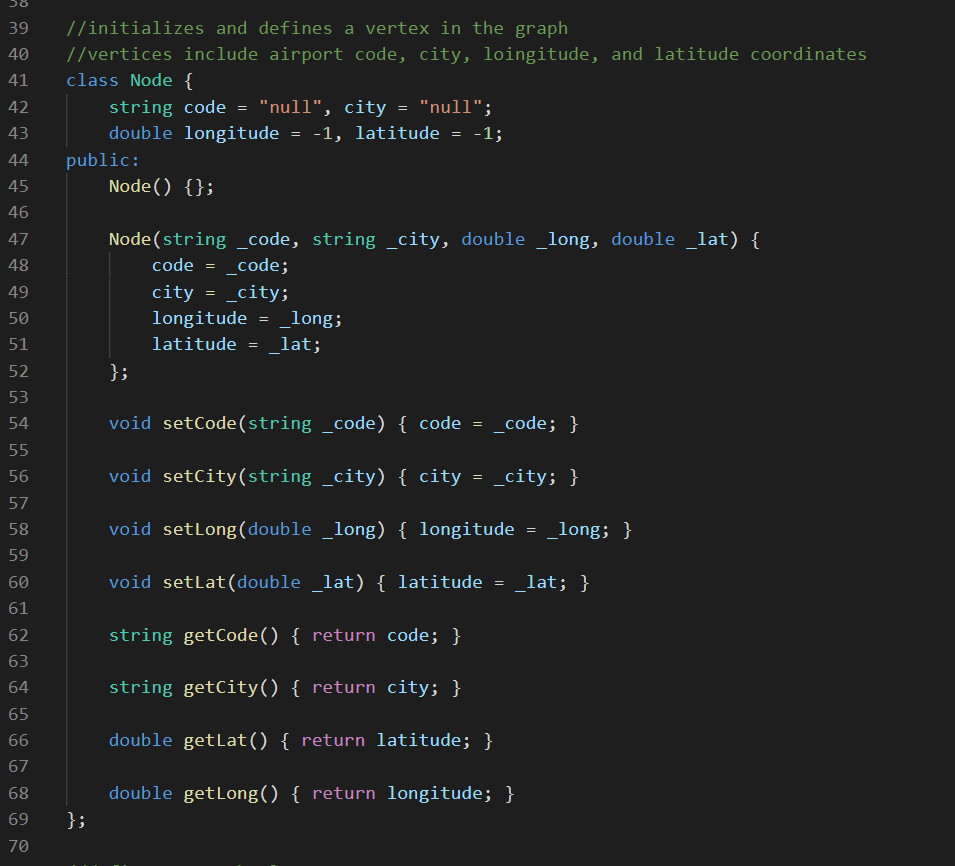 38
39 //initializes and defines a vertex in the graph
40 //vertices include airport code, city, loingitude, and latitude coordinates
41 class Node {
42     string code = "null", city = "null";
43     double longitude = -1, latitude = -1;
44 public:
45     Node() {};
46
47     Node(string _code, string _city, double _long, double _lat) {
48         code = _code;
49         city = _city;
50         longitude = _long;
51         latitude = _lat;
52     };
53
54     void setCode(string _code) { code = _code; }
55
56     void setCity(string _city) { city = _city; }
57
58     void setLong(double _long) { longitude = _long; }
59
60     void setLat(double _lat) { latitude = _lat; }
61
62     string getCode() { return code; }
63
64     string getCity() { return city; }
65
66     double getLat() { return latitude; }
67
68     double getLong() { return longitude; }
69 };
70